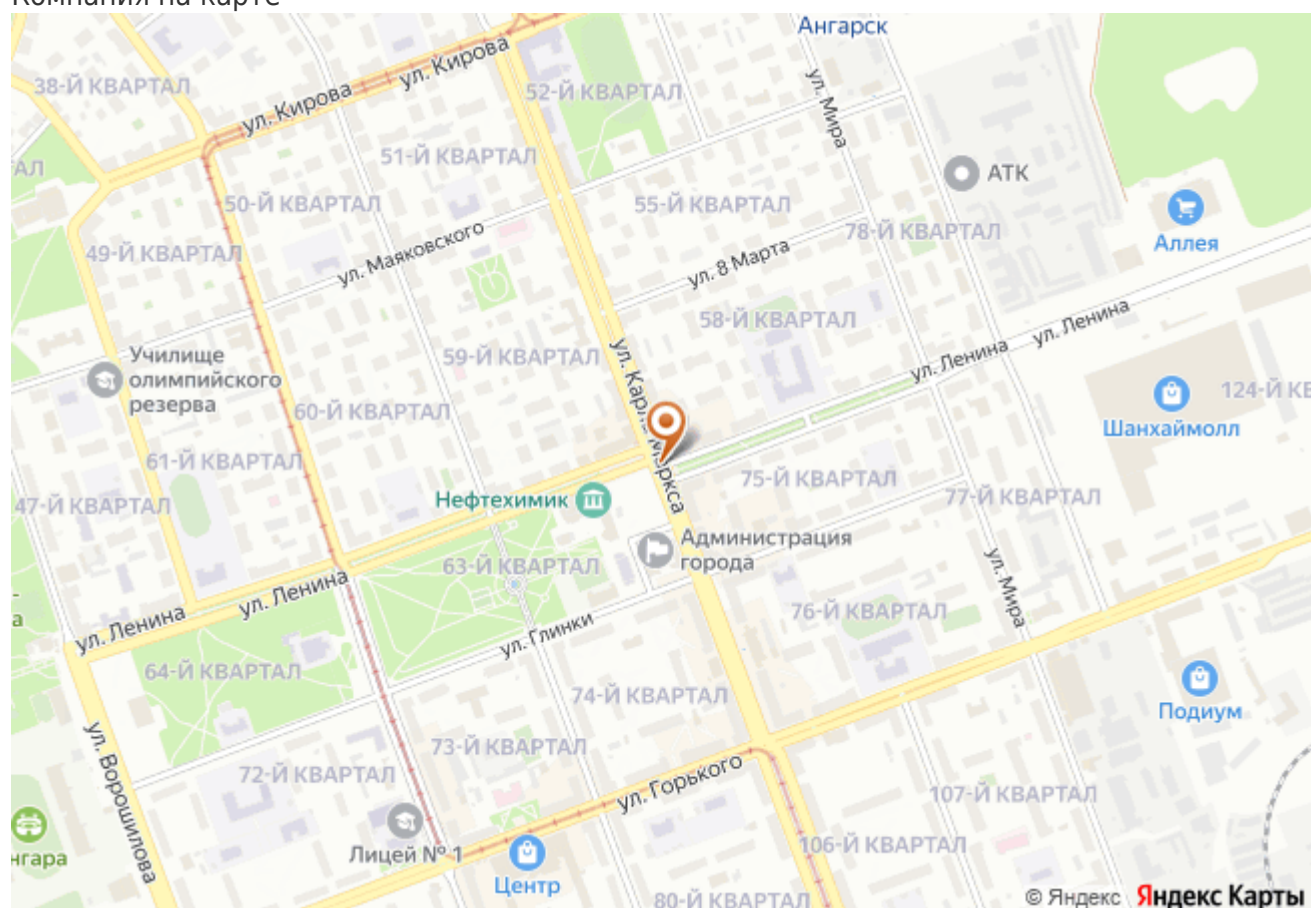 Компания на карте
Ангарск
ул. Кирова
38-Й КВАРТАЛ
52-Й КВАРТАЛ
ул. Мира
ул. Кирова
51-Й КВАРТАЛ
АЛ
АТК
50-Й КВАРТАЛ
55-Й КВАРТАЛ
78-Й КВАРТАЛ
Аллея
49-Й КВАРТАЛ
ул. Маяковского
ул. 8 Марта
58-Й КВАРТАЛ
ул. Ленина
ул. Ленина
Училище
олимпийского
резерва
59-Й КВАРТАЛ
ул. Карла Маркса
60-Й КВАРТАЛ
124-Й КЕ
Шанхаймолл
61-Й КВАРТАЛ
75-Й КВАРТАЛ
47-Й КВАРТАЛ
Нефтехимик
77-Й КВАРТАЛ
Администрация
города
63-Й КВАРТАЛ
ул. Ленина
ул. Ленина
а
ул. Мира
76-Й КВАРТАЛ
ул. Глинки
64-Й КВАРТАЛ
74-Й КВАРТАЛ
Подиум
73-Й КВАРТАЛ
72-Й КВАРТАЛ
ул. Ворошилова
ул. Горького
107-Й КВАРТАЛ
нгара
Лицей № 1
106-Й КВАРТАЛ
Центр
80-Й КВАРТАЛ
© Яндекс Яндекс Карты